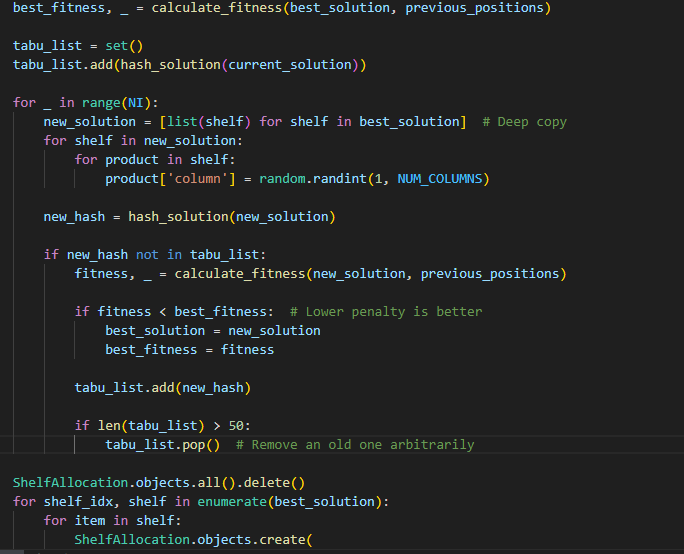 best_fitness, _ = calculate_fitness(best_solution, previous_positions)
tabu_list = set()
tabu_list.add(hash_solution(current_solution))
for _ in range(NI):
new_solution = [list(shelf) for shelf in best_solution]  # Deep copy
for shelf in new_solution:
for product in shelf:
product['column'] = random.randint(1, NUM_COLUMNS)
new_hash = hash_solution(new_solution)
if new_hash not in tabu_list:
fitness, _ = calculate_fitness(new_solution, previous_positions)
if fitness < best_fitness:  # Lower penalty is better
best_solution = new_solution
best_fitness = fitness
tabu_list.add(new_hash)
if len(tabu_list) > 50:
tabu_list.pop()  # Remove an old one arbitrarily
ShelfAllocation.objects.all().delete()
for shelf_idx, shelf in enumerate(best_solution):
for item in shelf:
ShelfAllocation.objects.create(